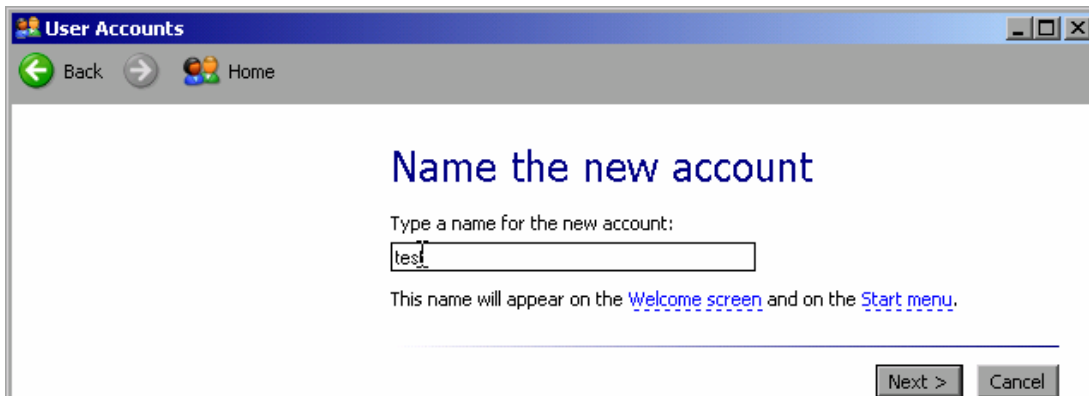 User Accounts
Back Home
Name the new account
Type a name for the new account:
test
This name will appear on the Welcome screen and on the Start menu.
Next > Cancel